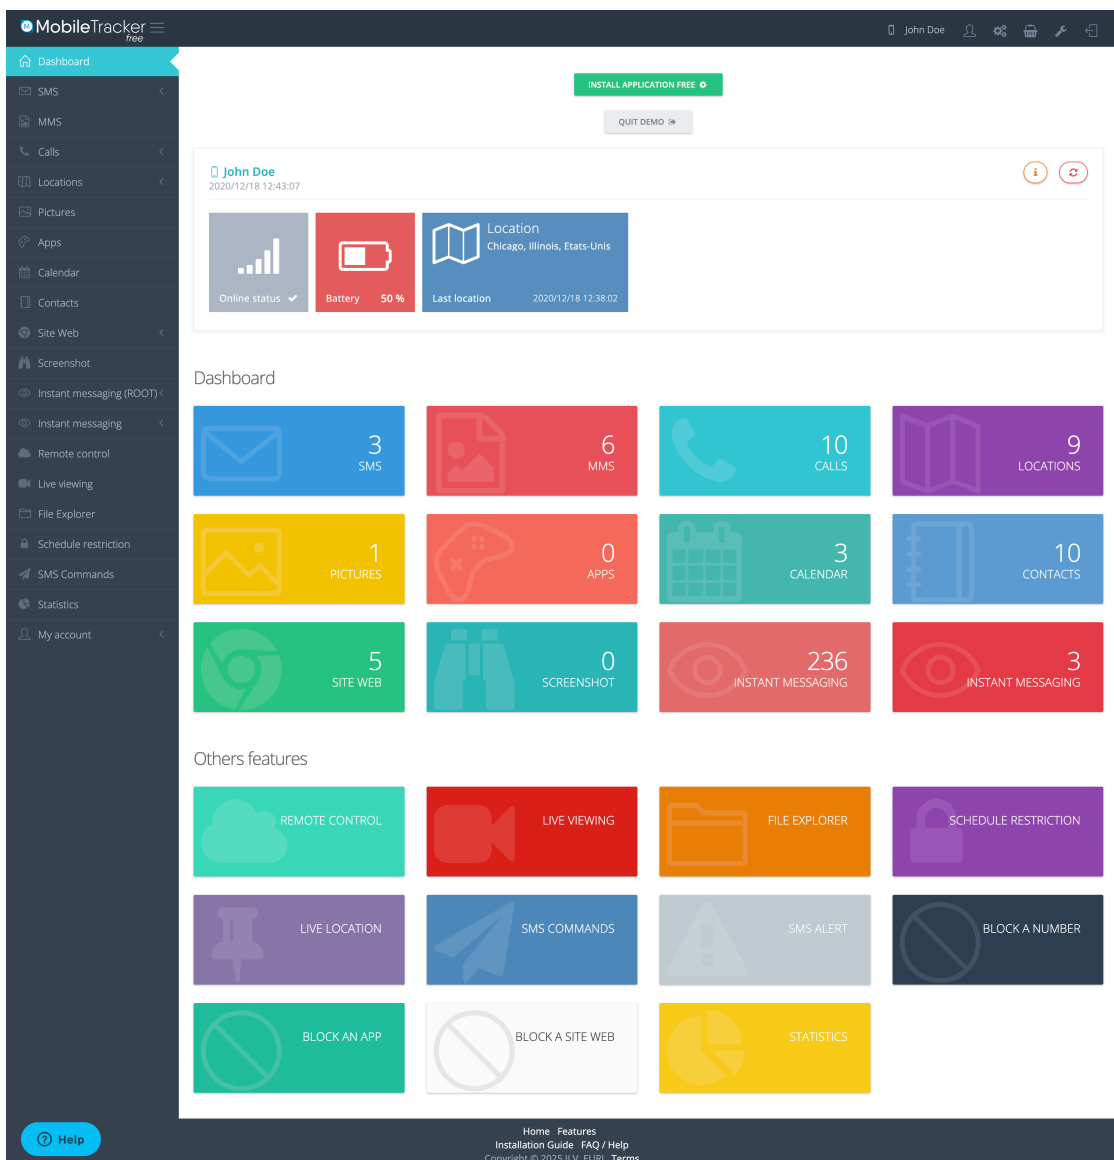 MobileTracker
free
John Doe
Dashboard
SMS
MMS
Calls
Locations
Pictures
Apps
Calendar
Contacts
Site Web
Screenshot
Instant messaging (ROOT)
Instant messaging
Remote control
Live viewing
File Explorer
Schedule restriction
SMS Commands
Statistics
My account
INSTALL APPLICATION FREE
QUIT DEMO
John Doe
2020/12/18 12:43:07
Online status
Battery 50 %
Location
Chicago, Illinois, Etats-Unis
Last location 2020/12/18 12:38:02
Dashboard
3
SMS
6
MMS
10
CALLS
9
LOCATIONS
1
PICTURES
0
APPS
3
CALENDAR
10
CONTACTS
5
SITE WEB
0
SCREENSHOT
236
INSTANT MESSAGING
3
INSTANT MESSAGING
Others features
REMOTE CONTROL
LIVE VIEWING
FILE EXPLORER
SCHEDULE RESTRICTION
LIVE LOCATION
SMS COMMANDS
SMS ALERT
BLOCK A NUMBER
BLOCK AN APP
BLOCK A SITE WEB
STATISTICS
Help
Home Features
Installation Guide FAQ / Help
Copyright © 2025 ILV, EURL Terms